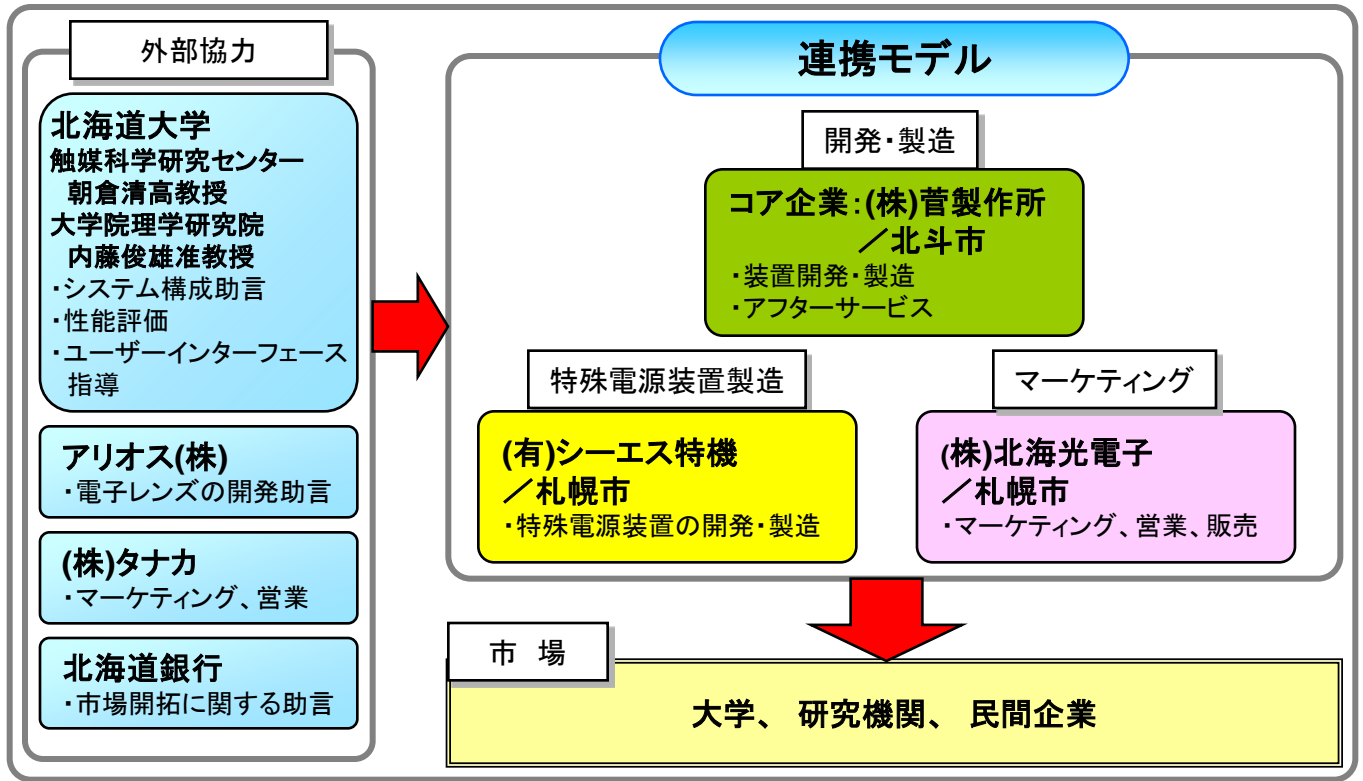 外部協力
北海道大学
触媒科学研究センター
朝倉清高教授
大学院理学研究院
内藤俊雄准教授
・システム構成助言
・性能評価
・ユーザーインターフェース
指導
アリオス(株)
・電子レンズの開発助言
(株)タナカ
・マーケティング、営業
北海道銀行
・市場開拓に関する助言
連携モデル
開発・製造
コア企業：(株)菅製作所
／北斗市
・装置開発・製造
・アフターサービス
特殊電源装置製造
(有)シーエス特機
／札幌市
・特殊電源装置の開発・製造
マーケティング
(株)北海光電子
／札幌市
・マーケティング、営業、販売
市 場
大学、 研究機関、 民間企業